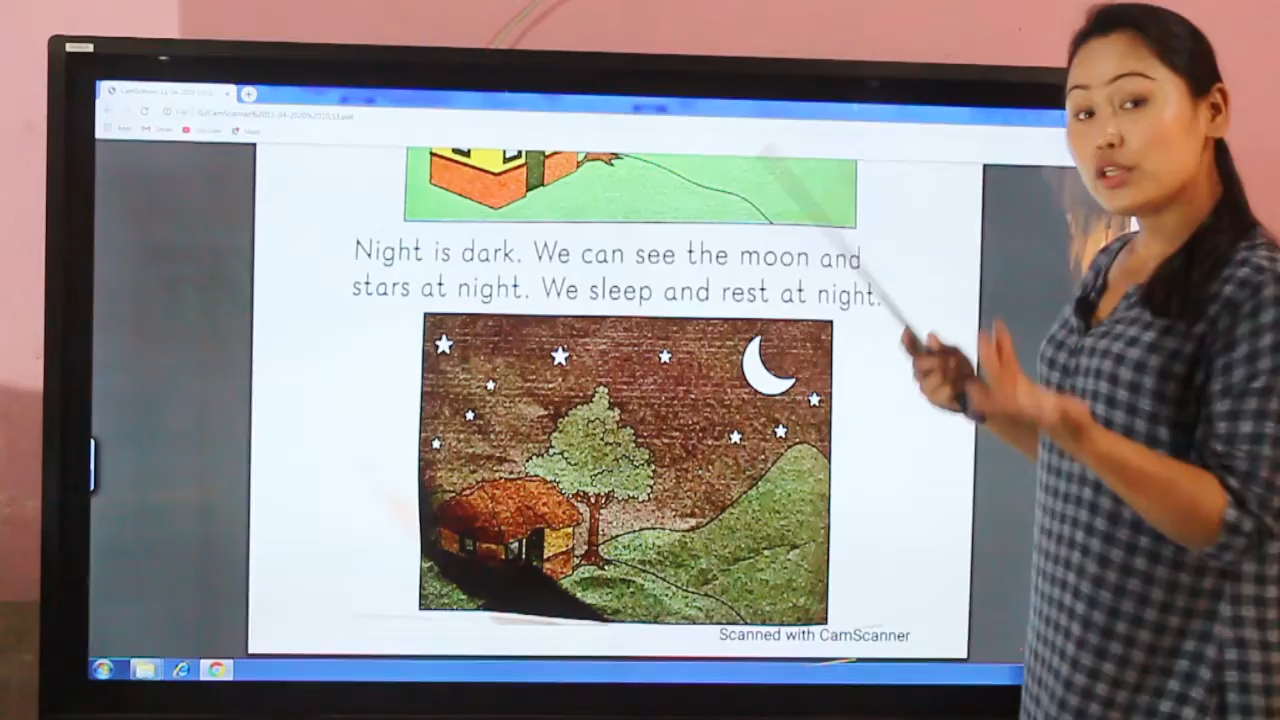 Night is dark. We can see the moon and
stars at night. We sleep and rest at night.
Scanned with CamScanner